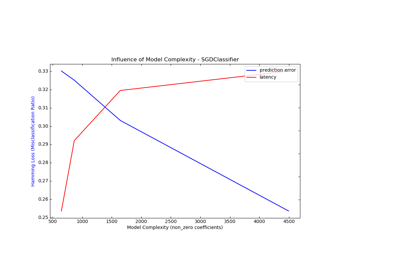 Influence of Model Complexity - SGDClassifier
prediction error
latency
Hamming Loss (Misclassification Ratio)
0.33
0.32
0.31
0.30
0.29
0.28
0.27
0.26
0.25
500 1000 1500 2000 2500 3000 3500 4000 4500
Model Complexity (non_zero coefficients)